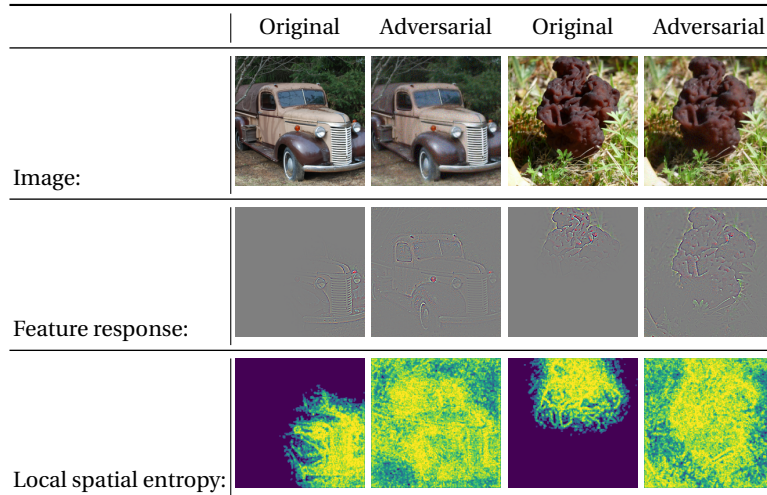 Original Adversarial Original Adversarial
Image:
Feature response:
Local spatial entropy: